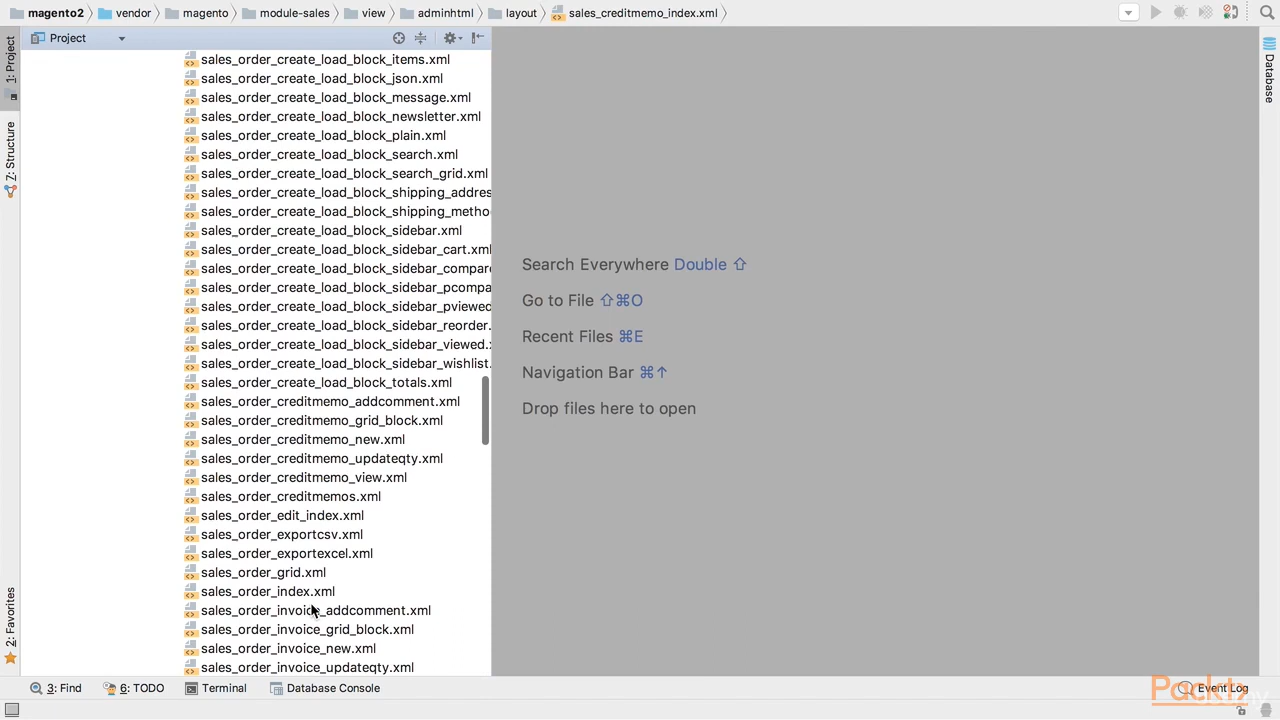 magento2 vendor magento module-sales view adminhtml layout sales_creditmemo_index.xml
Project
1: Project
Z: Structure
2: Favorites
Database
sales_order_create_load_block_items.xml
sales_order_create_load_block_json.xml
sales_order_create_load_block_message.xml
sales_order_create_load_block_newsletter.xml
sales_order_create_load_block_plain.xml
sales_order_create_load_block_search.xml
sales_order_create_load_block_search_grid.xml
sales_order_create_load_block_shipping_addres
sales_order_create_load_block_shipping_metho
sales_order_create_load_block_sidebar.xml
sales_order_create_load_block_sidebar_cart.xml
sales_order_create_load_block_sidebar_compare
sales_order_create_load_block_sidebar_pcompa
sales_order_create_load_block_sidebar_pviewed
sales_order_create_load_block_sidebar_reorder.
sales_order_create_load_block_sidebar_viewed.x
sales_order_create_load_block_sidebar_wishlist.
sales_order_create_load_block_totals.xml
sales_order_creditmemo_addcomment.xml
sales_order_creditmemo_grid_block.xml
sales_order_creditmemo_new.xml
sales_order_creditmemo_updateqty.xml
sales_order_creditmemo_view.xml
sales_order_creditmemos.xml
sales_order_edit_index.xml
sales_order_exportcsv.xml
sales_order_exportexcel.xml
sales_order_grid.xml
sales_order_index.xml
sales_order_invoice_addcomment.xml
sales_order_invoice_grid_block.xml
sales_order_invoice_new.xml
sales_order_invoice_updateqty.xml
Search Everywhere Double ⇧
Go to File ⇧⌘O
Recent Files ⌘E
Navigation Bar ⌘↑
Drop files here to open
3: Find 6: TODO Terminal Database Console Event Log
Packt